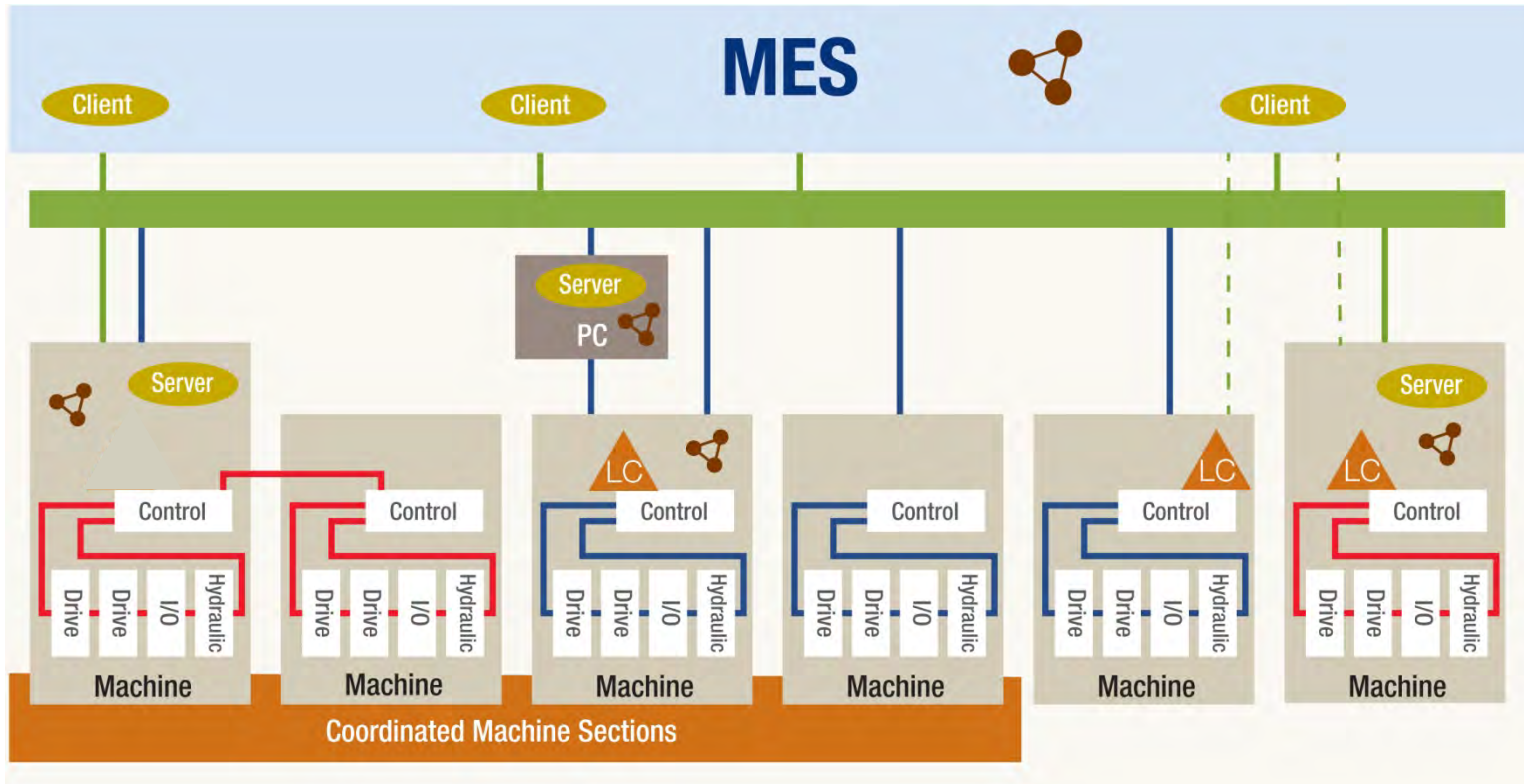 MES
Client
Client
Client
Server
PC
Server
Server
LC
LC
LC
Control
Control
Control
Control
Control
Control
Drive
Drive
I/O
Hydraulic
Drive
Drive
I/O
Hydraulic
Drive
Drive
I/O
Hydraulic
Drive
Drive
I/O
Hydraulic
Drive
Drive
I/O
Hydraulic
Drive
Drive
I/O
Hydraulic
Machine
Machine
Machine
Machine
Machine
Machine
Coordinated Machine Sections